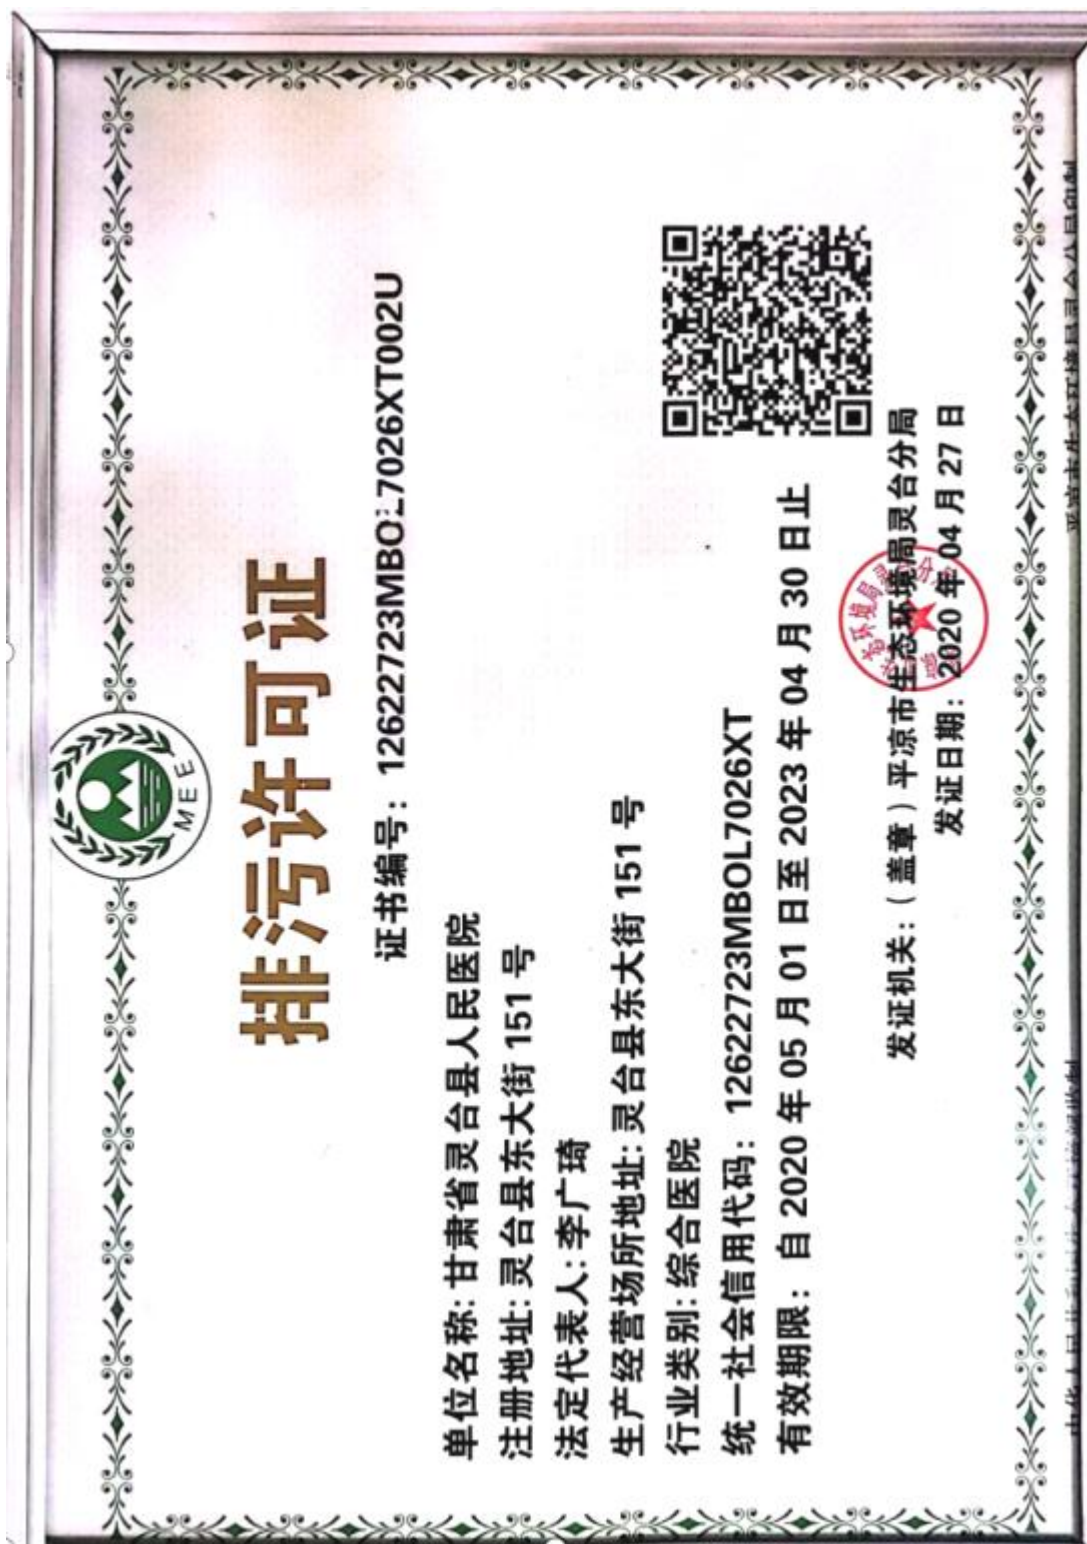 MEE
排污许可证
证书编号：12622723MBOL7026XT002U
单位名称:甘肃省灵台县人民医院
注册地址:灵台县东大街 151 号
法定代表人:李广琦
生产经营场所地址:灵台县东大街 151 号
行业类别:综合医院
统一社会信用代码：12622723MBOL7026XT
有效期限：自 2020 年 05 月 01 日至 2023 年 04 月 30 日止
发证机关:（盖章）平凉市生态环境局灵台分局
发证日期：2020 年 04 月 27 日